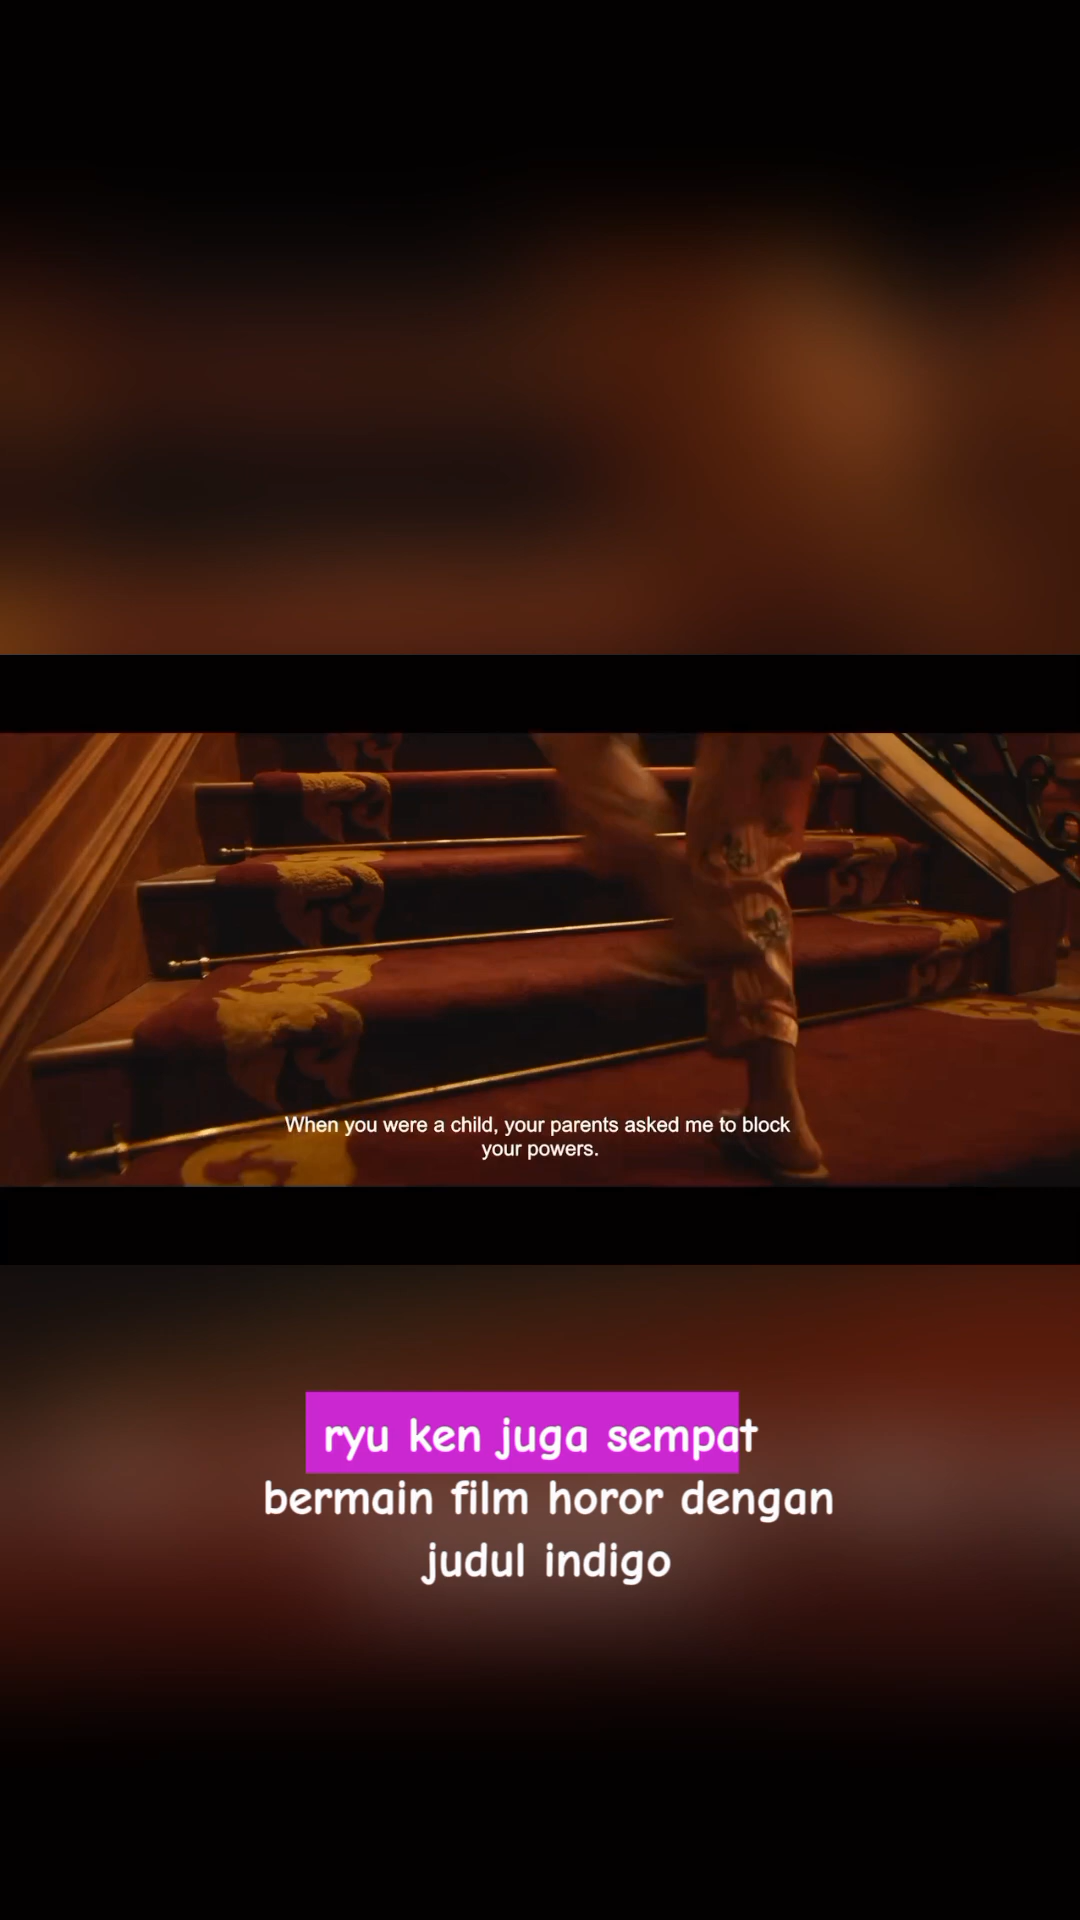 When you were a child, your parents asked me to block
your powers.
ryu ken juga sempat
bermain film horor dengan
judul indigo